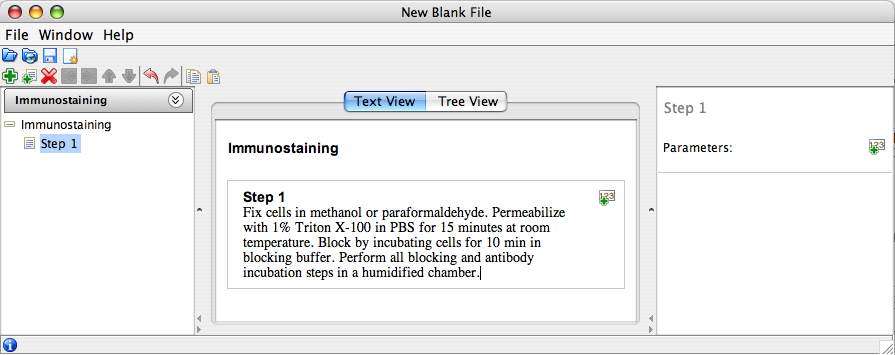 New Blank File
File Window Help
Immunostaining
Immunostaining
Step 1
Text View Tree View
Immunostaining
Step 1
123
Fix cells in methanol or paraformaldehyde. Permeabilize
with 1% Triton X-100 in PBS for 15 minutes at room
temperature. Block by incubating cells for 10 min in
blocking buffer. Perform all blocking and antibody
incubation steps in a humidified chamber.
Step 1
Parameters:
123